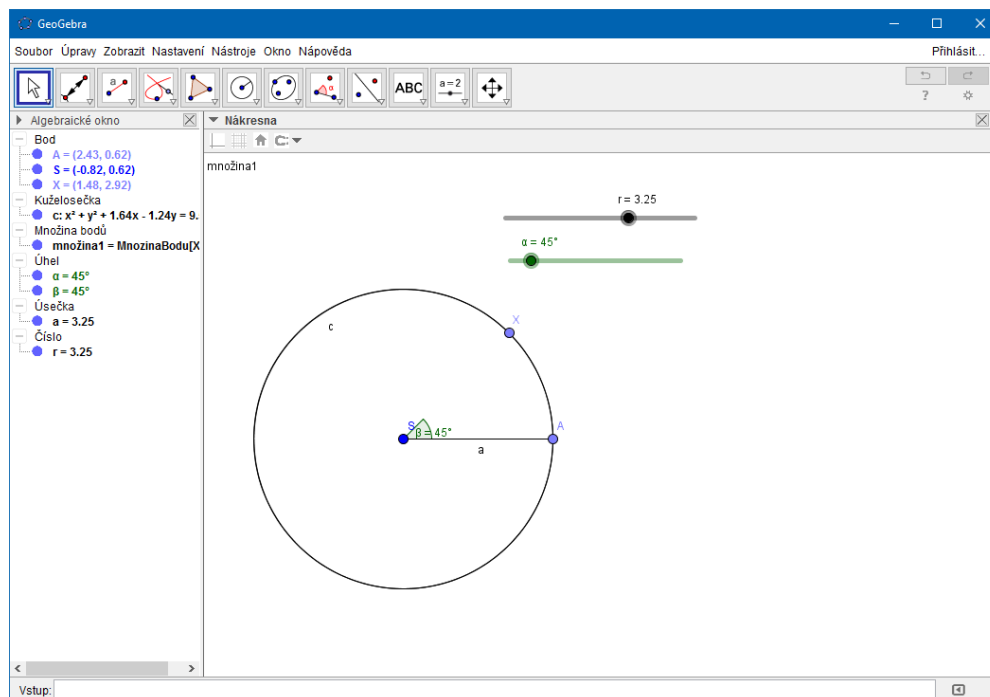 GeoGebra
Soubor Úpravy Zobrazit Nastavení Nástroje Okno Nápověda Přihlásit...
a α ABC a=2 ?
Algebraické okno
Bod
A = (2.43, 0.62)
S = (-0.82, 0.62)
X = (1.48, 2.92)
Kuželosečka
c: x² + y² + 1.64x - 1.24y = 9.
Množina bodů
množina1 = MnozinaBodu[X
Úhel
α = 45°
β = 45°
Úsečka
a = 3.25
Číslo
r = 3.25
Nákresna
množina1
r = 3.25
α = 45°
c
X
S
β = 45°
A
a
Vstup: